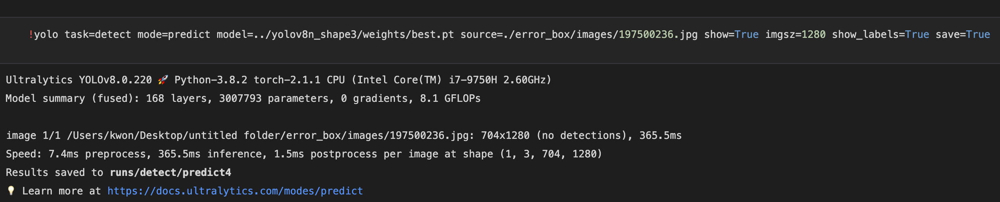 !yolo task=detect mode=predict model=../yolov8n_shape3/weights/best.pt source=./error_box/images/197500236.jpg show=True imgsz=1280 show_labels=True save=True
Ultralytics YOLOv8.0.220 🚀 Python-3.8.2 torch-2.1.1 CPU (Intel Core(TM) i7-9750H 2.60GHz)
Model summary (fused): 168 layers, 3007793 parameters, 0 gradients, 8.1 GFLOPs
image 1/1 /Users/kwon/Desktop/untitled folder/error_box/images/197500236.jpg: 704x1280 (no detections), 365.5ms
Speed: 7.4ms preprocess, 365.5ms inference, 1.5ms postprocess per image at shape (1, 3, 704, 1280)
Results saved to runs/detect/predict4
💡 Learn more at https://docs.ultralytics.com/modes/predict